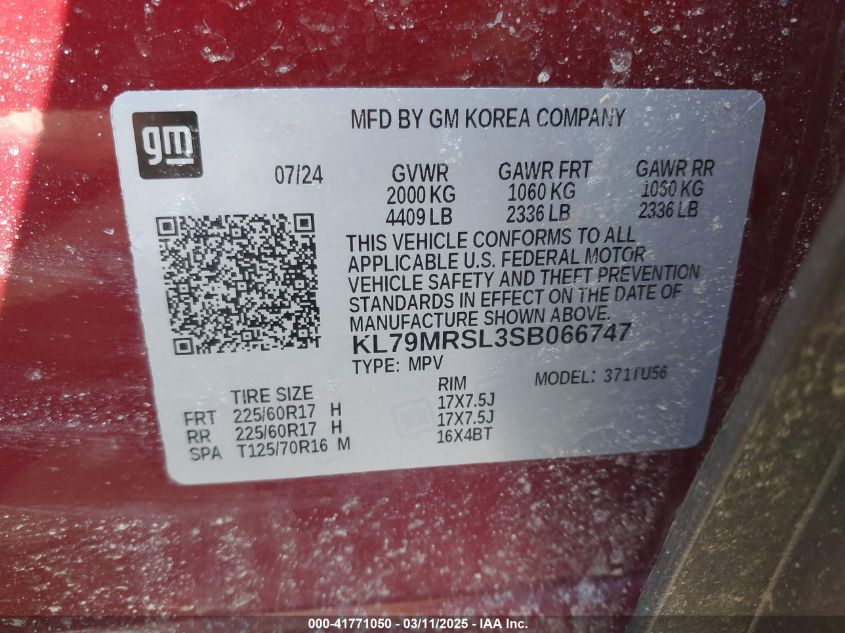 gm
MFD BY GM KOREA COMPANY
07/24
GVWR GAWR FRT GAWR RR
2000 KG 1060 KG 1060 KG
4409 LB 2336 LB 2336 LB
THIS VEHICLE CONFORMS TO ALL
APPLICABLE U.S. FEDERAL MOTOR
VEHICLE SAFETY AND THEFT PREVENTION
STANDARDS IN EFFECT ON THE DATE OF
MANUFACTURE SHOWN ABOVE.
KL79MRSL3SB066747
TYPE: MPV MODEL: 371TU56
TIRE SIZE RIM
FRT 225/60R17 H 17X7.5J
RR 225/60R17 H 17X7.5J
SPA T125/70R16 M 16X4BT
000-41771050 - 03/11/2025 - IAA Inc.